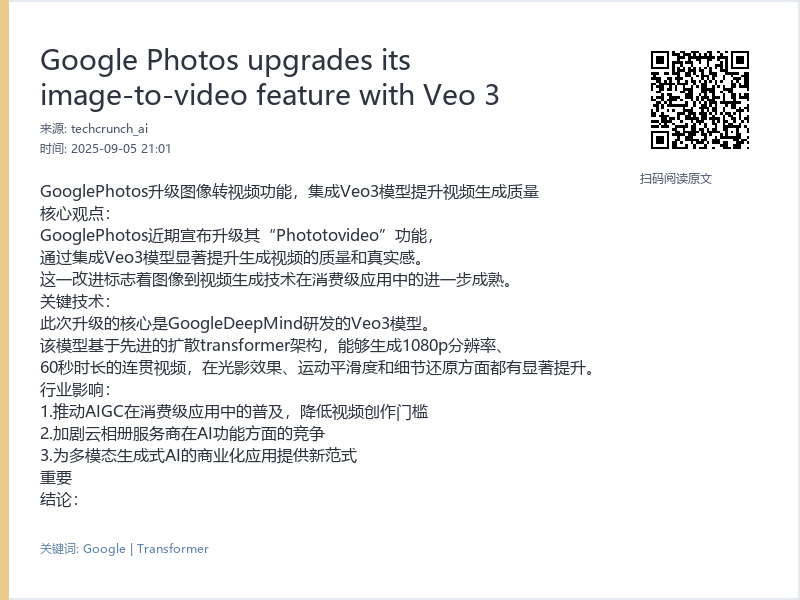 Google Photos upgrades its
image-to-video feature with Veo 3
来源: techcrunch_ai
时间: 2025-09-05 21:01
扫码阅读原文
GooglePhotos升级图像转视频功能，集成Veo3模型提升视频生成质量
核心观点：
GooglePhotos近期宣布升级其“Phototovideo”功能，
通过集成Veo3模型显著提升生成视频的质量和真实感。
这一改进标志着图像到视频生成技术在消费级应用中的进一步成熟。
关键技术：
此次升级的核心是GoogleDeepMind研发的Veo3模型。
该模型基于先进的扩散transformer架构，能够生成1080p分辨率、
60秒时长的连贯视频，在光影效果、运动平滑度和细节还原方面都有显著提升。
行业影响：
1.推动AIGC在消费级应用中的普及，降低视频创作门槛
2.加剧云相册服务商在AI功能方面的竞争
3.为多模态生成式AI的商业化应用提供新范式
重要
结论：
关键词: Google | Transformer